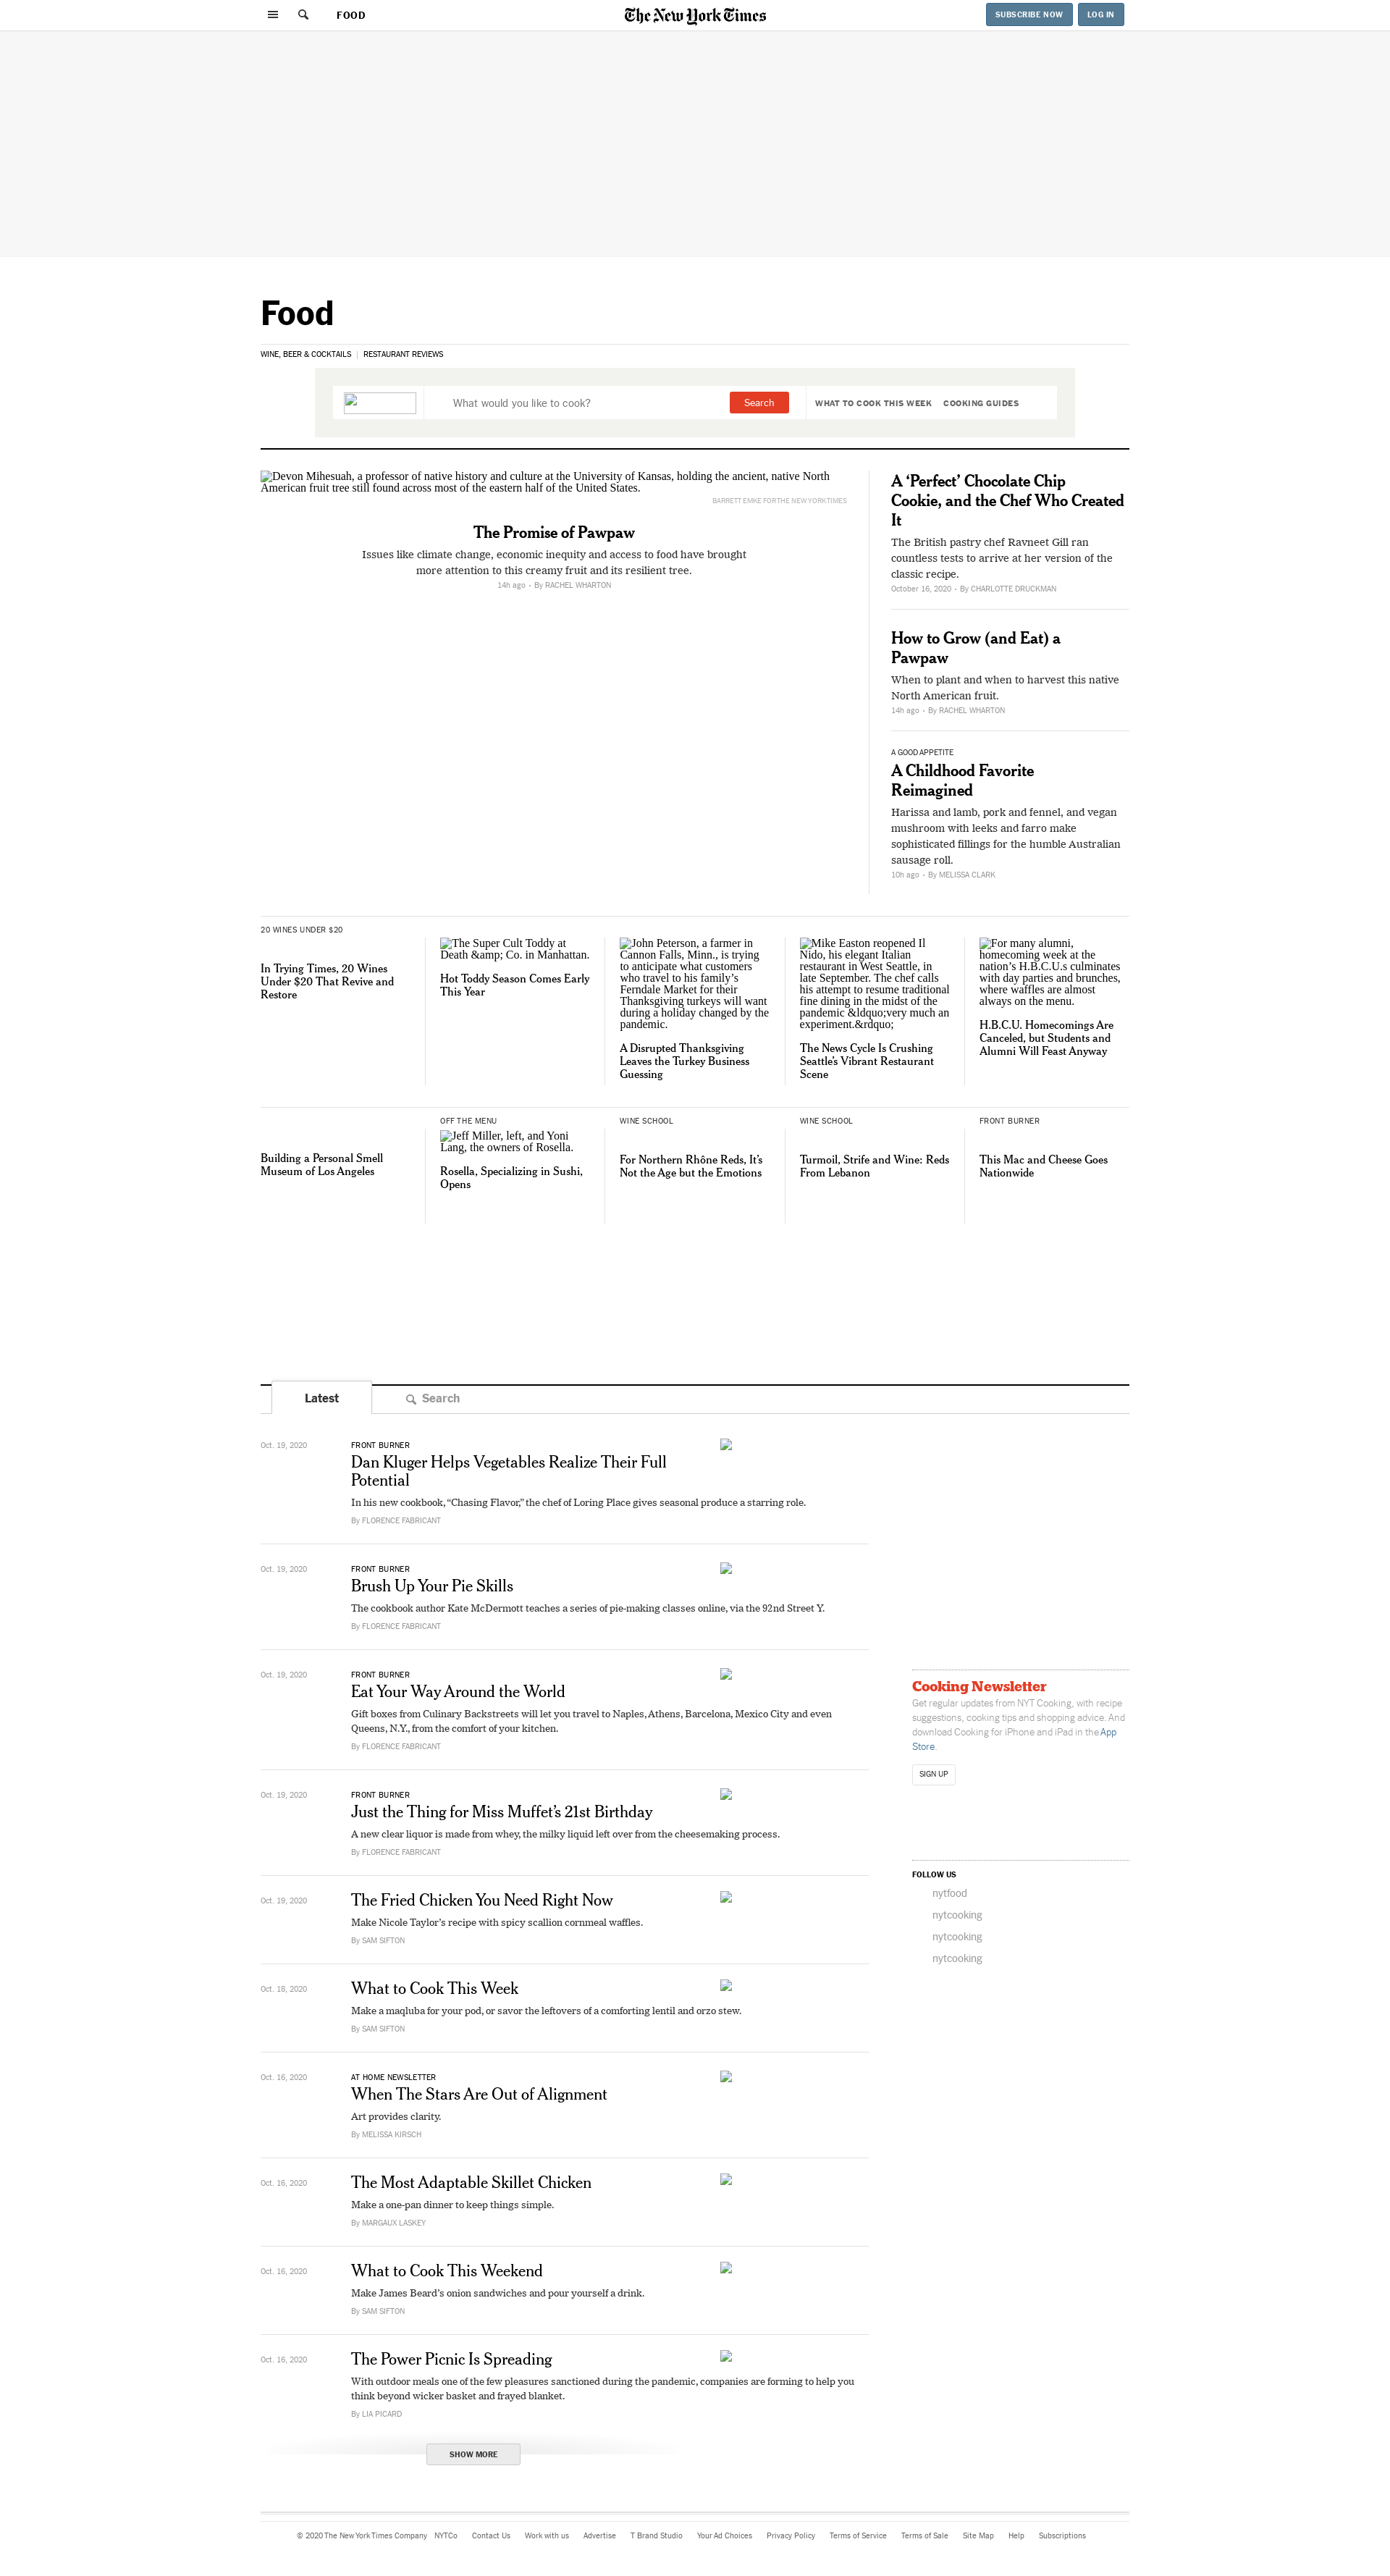 FOOD
The New York Times
SUBSCRIBE NOW
LOG IN
Food
WINE, BEER & COCKTAILS
RESTAURANT REVIEWS
What would you like to cook?
Search
WHAT TO COOK THIS WEEK
COOKING GUIDES
Devon Mihesuah, a professor of native history and culture at the University of Kansas, holding the ancient, native North
American fruit tree still found across most of the eastern half of the United States.
BARRETT EMKE FOR THE NEW YORK TIMES
The Promise of Pawpaw
Issues like climate change, economic inequity and access to food have brought
more attention to this creamy fruit and its resilient tree.
14h ago • By RACHEL WHARTON
A ‘Perfect’ Chocolate Chip
Cookie, and the Chef Who Created
It
The British pastry chef Ravneet Gill ran
countless tests to arrive at her version of the
classic recipe.
October 16, 2020 • By CHARLOTTE DRUCKMAN
How to Grow (and Eat) a
Pawpaw
When to plant and when to harvest this native
North American fruit.
14h ago • By RACHEL WHARTON
A GOOD APPETITE
A Childhood Favorite
Reimagined
Harissa and lamb, pork and fennel, and vegan
mushroom with leeks and farro make
sophisticated fillings for the humble Australian
sausage roll.
10h ago • By MELISSA CLARK
20 WINES UNDER $20
In Trying Times, 20 Wines
Under $20 That Revive and
Restore
The Super Cult Toddy at
Death &amp; Co. in Manhattan.
Hot Toddy Season Comes Early
This Year
John Peterson, a farmer in
Cannon Falls, Minn., is trying
to anticipate what customers
who travel to his family’s
Ferndale Market for their
Thanksgiving turkeys will want
during a holiday changed by the
pandemic.
A Disrupted Thanksgiving
Leaves the Turkey Business
Guessing
Mike Easton reopened Il
Nido, his elegant Italian
restaurant in West Seattle, in
late September. The chef calls
his attempt to resume traditional
fine dining in the midst of the
pandemic &ldquo;very much an
experiment.&rdquo;
The News Cycle Is Crushing
Seattle’s Vibrant Restaurant
Scene
For many alumni,
homecoming week at the
nation’s H.B.C.U.s culminates
with day parties and brunches,
where waffles are almost
always on the menu.
H.B.C.U. Homecomings Are
Canceled, but Students and
Alumni Will Feast Anyway
Building a Personal Smell
Museum of Los Angeles
OFF THE MENU
Jeff Miller, left, and Yoni
Lang, the owners of Rosella.
Rosella, Specializing in Sushi,
Opens
WINE SCHOOL
For Northern Rhône Reds, It’s
Not the Age but the Emotions
WINE SCHOOL
Turmoil, Strife and Wine: Reds
From Lebanon
FRONT BURNER
This Mac and Cheese Goes
Nationwide
Latest
Search
Oct. 19, 2020
FRONT BURNER
Dan Kluger Helps Vegetables Realize Their Full
Potential
In his new cookbook, “Chasing Flavor,” the chef of Loring Place gives seasonal produce a starring role.
By FLORENCE FABRICANT
Oct. 19, 2020
FRONT BURNER
Brush Up Your Pie Skills
The cookbook author Kate McDermott teaches a series of pie-making classes online, via the 92nd Street Y.
By FLORENCE FABRICANT
Oct. 19, 2020
FRONT BURNER
Eat Your Way Around the World
Gift boxes from Culinary Backstreets will let you travel to Naples, Athens, Barcelona, Mexico City and even
Queens, N.Y., from the comfort of your kitchen.
By FLORENCE FABRICANT
Oct. 19, 2020
FRONT BURNER
Just the Thing for Miss Muffet’s 21st Birthday
A new clear liquor is made from whey, the milky liquid left over from the cheesemaking process.
By FLORENCE FABRICANT
Oct. 19, 2020
The Fried Chicken You Need Right Now
Make Nicole Taylor’s recipe with spicy scallion cornmeal waffles.
By SAM SIFTON
Oct. 18, 2020
What to Cook This Week
Make a maqluba for your pod, or savor the leftovers of a comforting lentil and orzo stew.
By SAM SIFTON
Oct. 16, 2020
AT HOME NEWSLETTER
When The Stars Are Out of Alignment
Art provides clarity.
By MELISSA KIRSCH
Oct. 16, 2020
The Most Adaptable Skillet Chicken
Make a one-pan dinner to keep things simple.
By MARGAUX LASKEY
Oct. 16, 2020
What to Cook This Weekend
Make James Beard’s onion sandwiches and pour yourself a drink.
By SAM SIFTON
Oct. 16, 2020
The Power Picnic Is Spreading
With outdoor meals one of the few pleasures sanctioned during the pandemic, companies are forming to help you
think beyond wicker basket and frayed blanket.
By LIA PICARD
SHOW MORE
Cooking Newsletter
Get regular updates from NYT Cooking, with recipe
suggestions, cooking tips and shopping advice. And
download Cooking for iPhone and iPad in the App
Store.
SIGN UP
FOLLOW US
nytfood
nytcooking
nytcooking
nytcooking
© 2020 The New York Times Company
NYTCo
Contact Us
Work with us
Advertise
T Brand Studio
Your Ad Choices
Privacy Policy
Terms of Service
Terms of Sale
Site Map
Help
Subscriptions